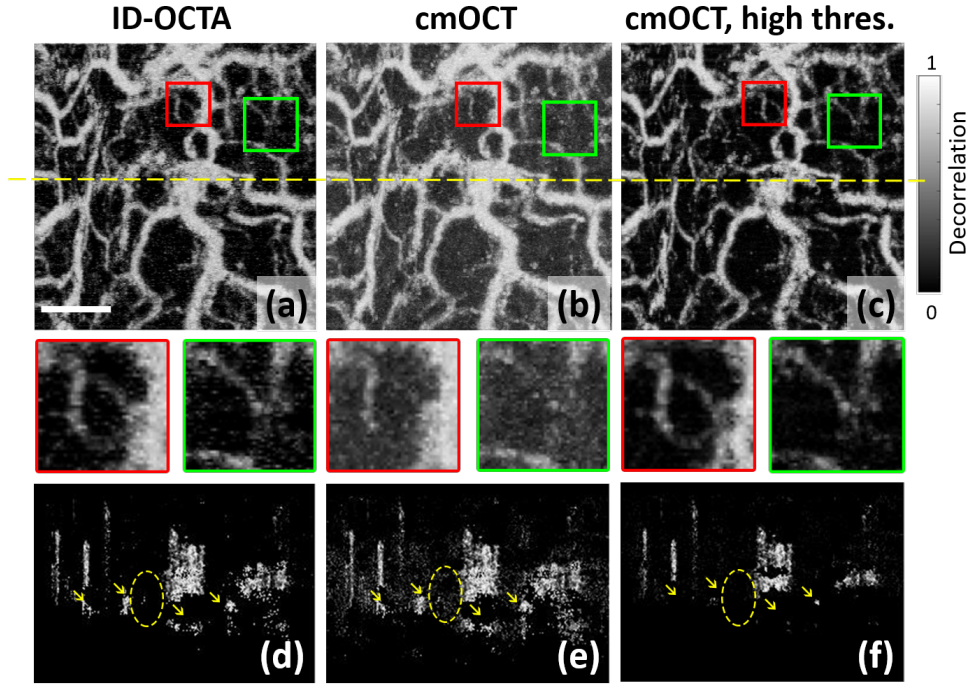 ID-OCTA cmOCT cmOCT, high thres.
1
Decorrelation
0
(a) (b) (c)
(d) (e) (f)